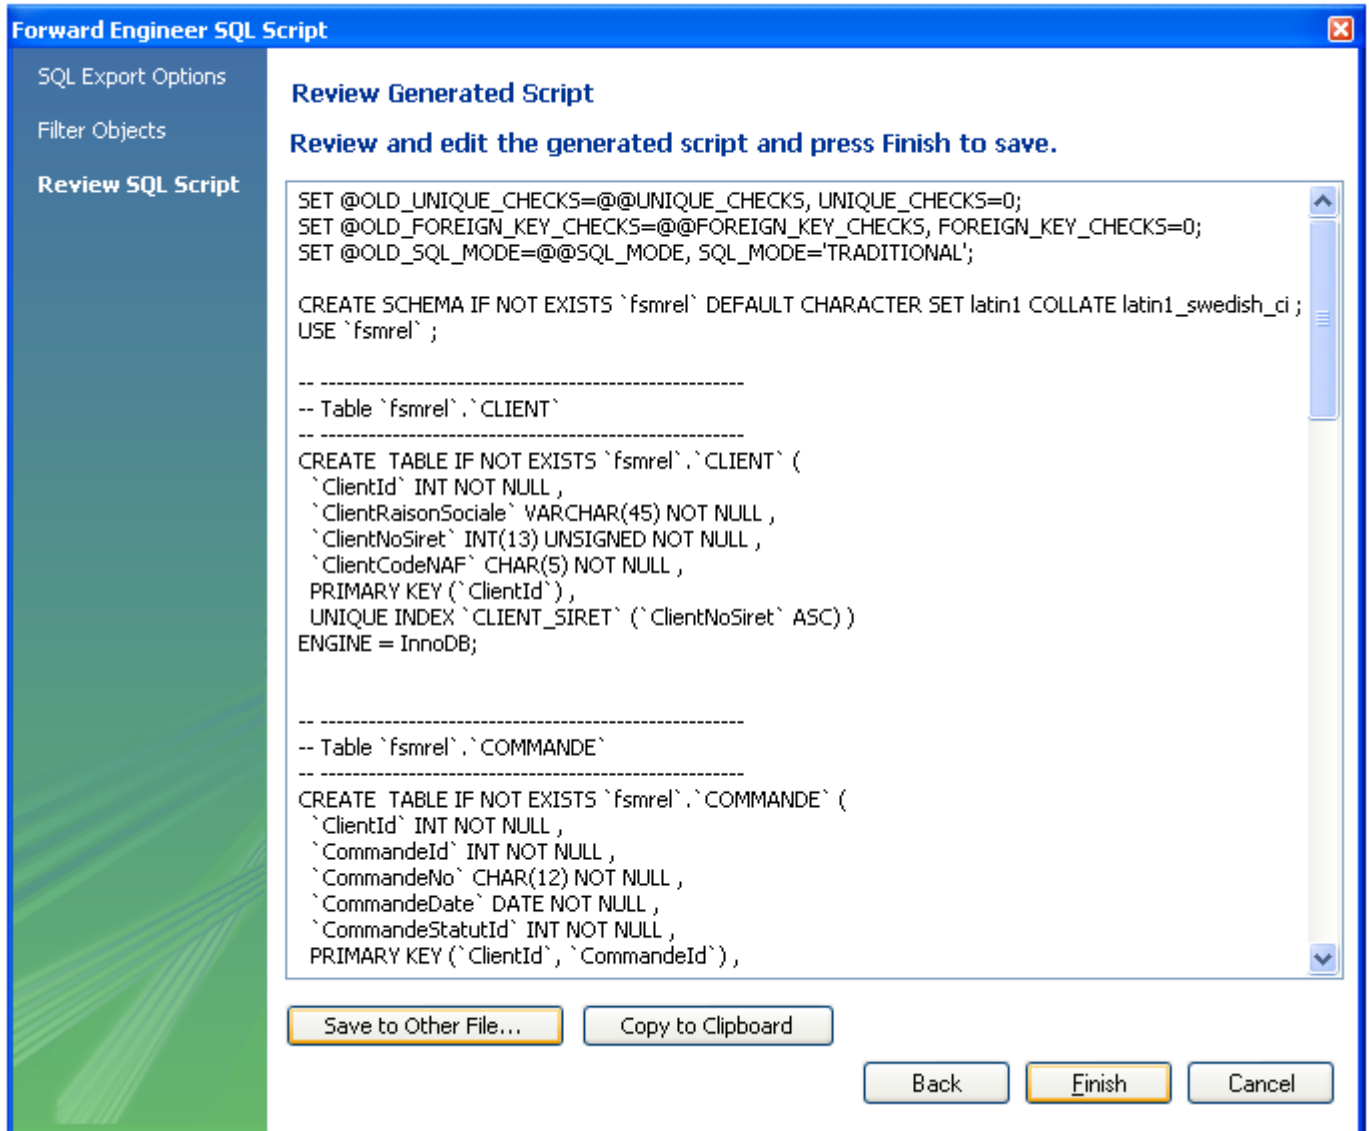 Forward Engineer SQL Script
SQL Export Options
Filter Objects
Review SQL Script
Review Generated Script
Review and edit the generated script and press Finish to save.
SET @OLD_UNIQUE_CHECKS=@@UNIQUE_CHECKS, UNIQUE_CHECKS=0;
SET @OLD_FOREIGN_KEY_CHECKS=@@FOREIGN_KEY_CHECKS, FOREIGN_KEY_CHECKS=0;
SET @OLD_SQL_MODE=@@SQL_MODE, SQL_MODE='TRADITIONAL';
CREATE SCHEMA IF NOT EXISTS `fsmrel` DEFAULT CHARACTER SET latin1 COLLATE latin1_swedish_ci ;
USE `fsmrel` ;
-- -----------------------------------------------------
-- Table `fsmrel`.`CLIENT`
-- -----------------------------------------------------
CREATE  TABLE IF NOT EXISTS `fsmrel`.`CLIENT` (
  `ClientId` INT NOT NULL ,
  `ClientRaisonSociale` VARCHAR(45) NOT NULL ,
  `ClientNoSiret` INT(13) UNSIGNED NOT NULL ,
  `ClientCodeNAF` CHAR(5) NOT NULL ,
  PRIMARY KEY (`ClientId`) ,
  UNIQUE INDEX `CLIENT_SIRET` (`ClientNoSiret` ASC) )
ENGINE = InnoDB;
-- -----------------------------------------------------
-- Table `fsmrel`.`COMMANDE`
-- -----------------------------------------------------
CREATE  TABLE IF NOT EXISTS `fsmrel`.`COMMANDE` (
  `ClientId` INT NOT NULL ,
  `CommandeId` INT NOT NULL ,
  `CommandeNo` CHAR(12) NOT NULL ,
  `CommandeDate` DATE NOT NULL ,
  `CommandeStatutId` INT NOT NULL ,
  PRIMARY KEY (`ClientId`, `CommandeId`) ,
Save to Other File...
Copy to Clipboard
Back
Finish
Cancel